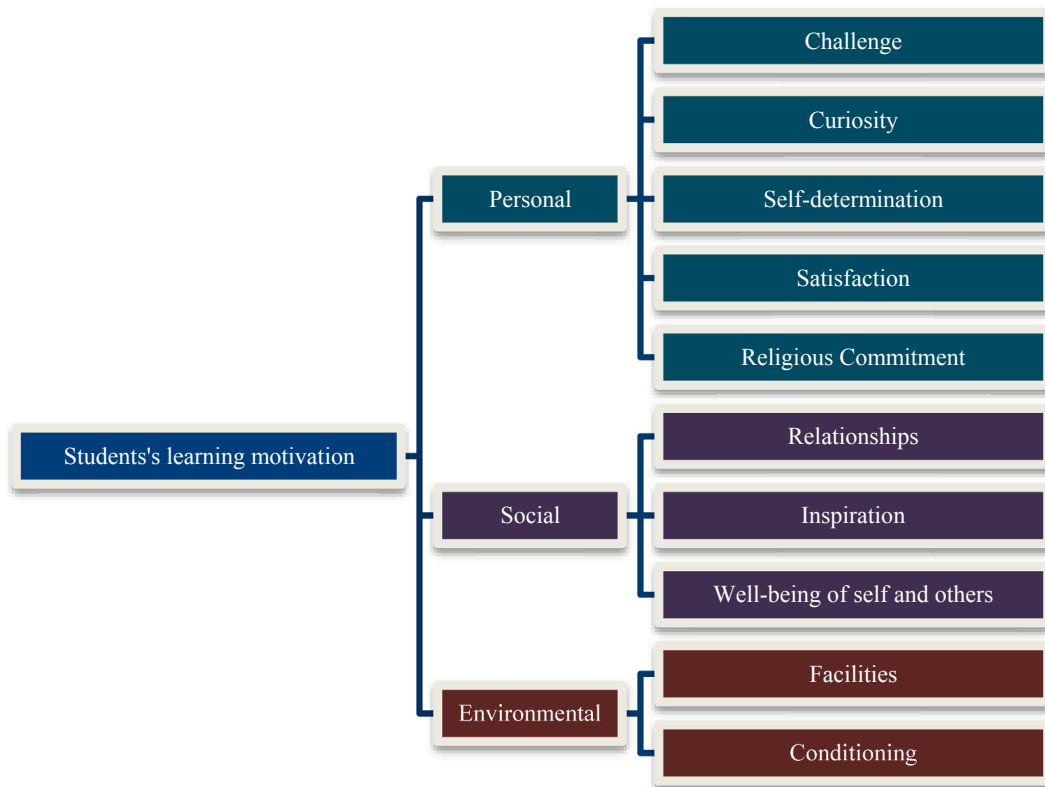 Students's learning motivation
Personal
Challenge
Curiosity
Self-determination
Satisfaction
Religious Commitment
Social
Relationships
Inspiration
Well-being of self and others
Environmental
Facilities
Conditioning